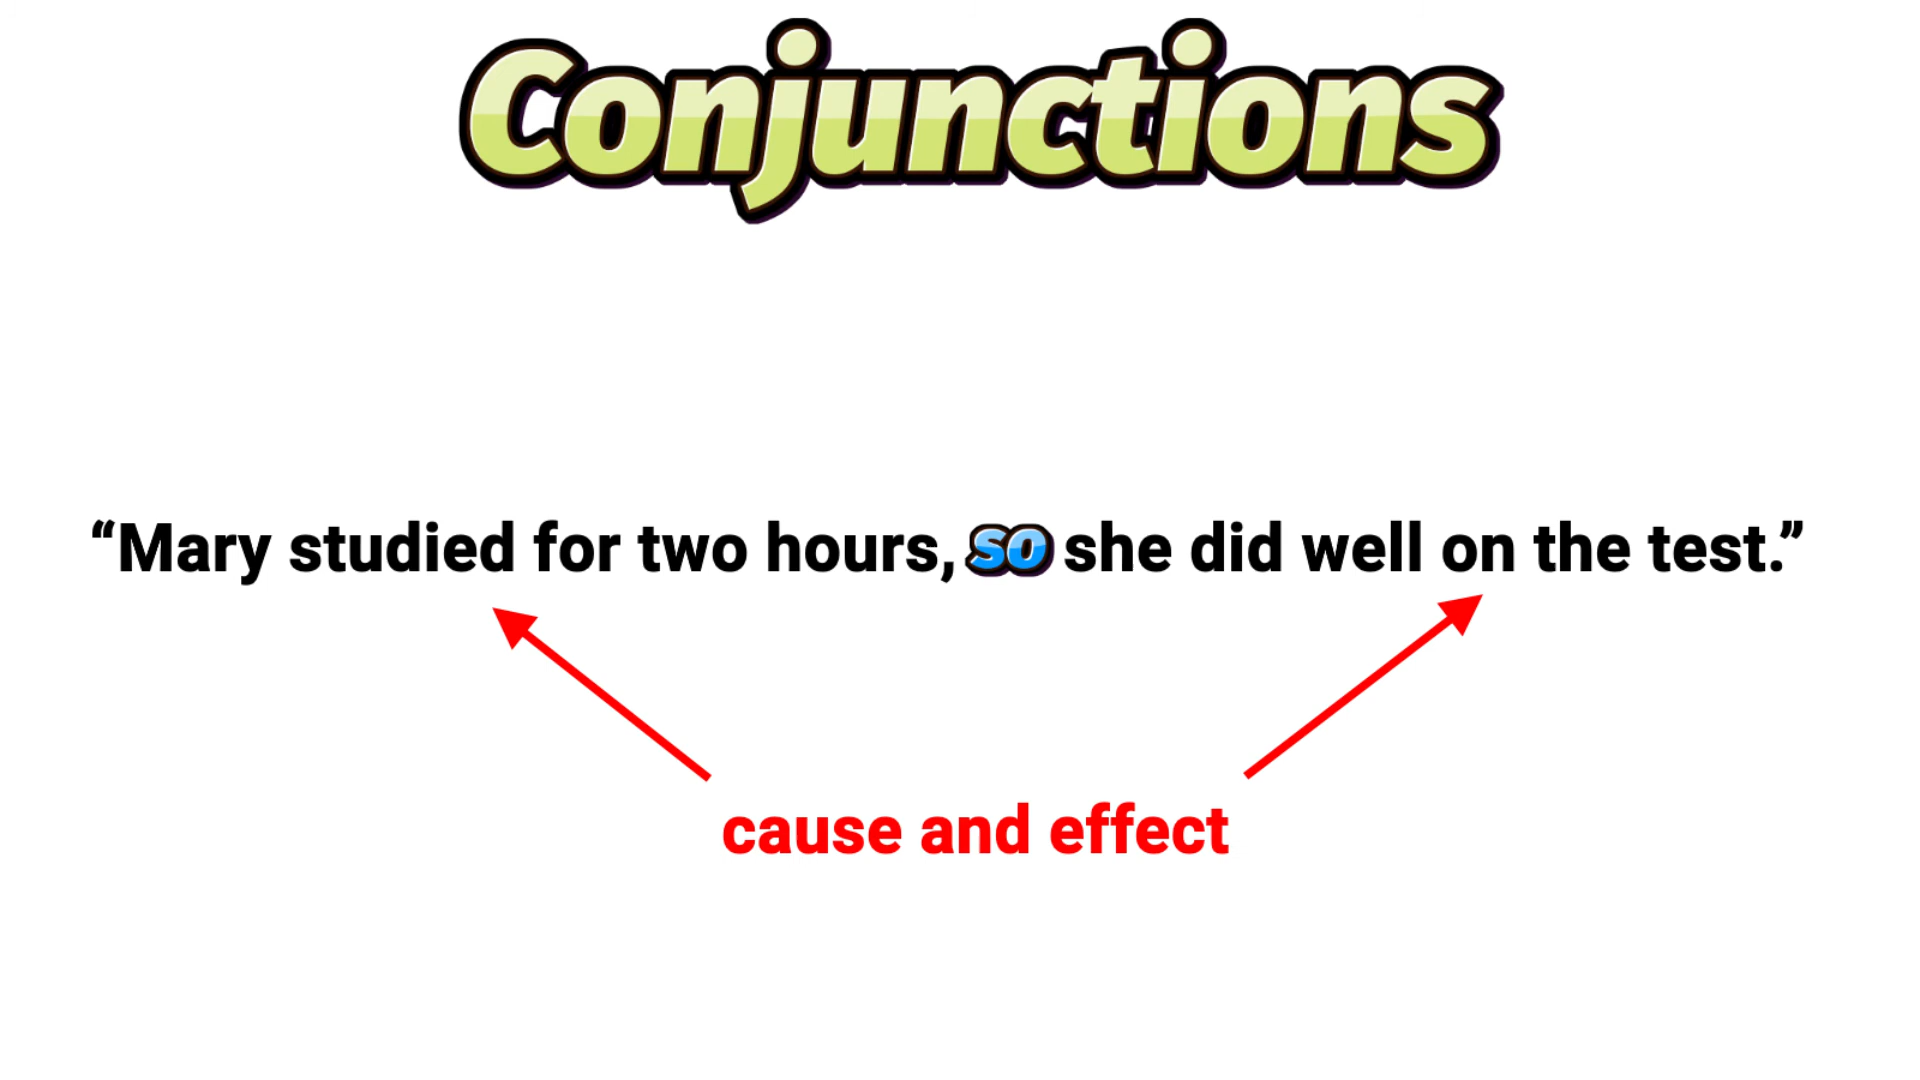 Conjunctions
“Mary studied for two hours, so she did well on the test.”
cause and effect